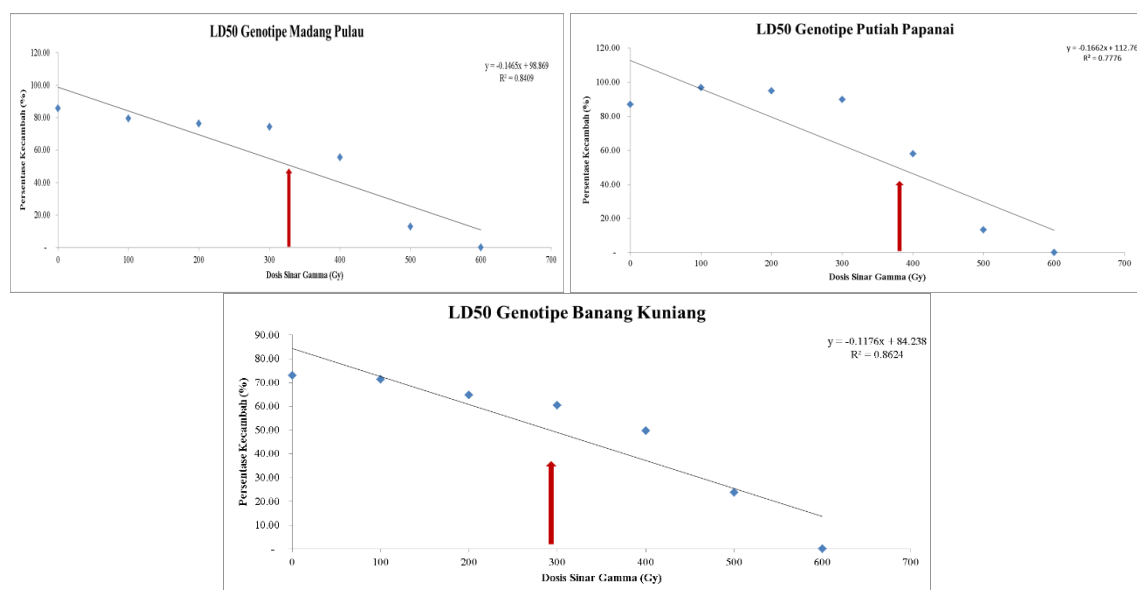 LD50 Genotipe Madang Pulau
y = -0.1465x + 98.869
R² = 0.8409
Persentase Kecambah (%)
120.00
100.00
80.00
60.00
40.00
20.00
-
0 100 200 300 400 500 600 700
Dosis Sinar Gamma (Gy)
LD50 Genotipe Putiah Papanai
y = -0.1662x + 112.76
R² = 0.7776
Persentase Kecambah (%)
120.00
100.00
80.00
60.00
40.00
20.00
-
0 100 200 300 400 500 600 700
Dosis Sinar Gamma (Gy)
LD50 Genotipe Banang Kuniang
y = -0.1176x + 84.238
R² = 0.8624
Persentase Kecambah (%)
90.00
80.00
70.00
60.00
50.00
40.00
30.00
20.00
10.00
-
0 100 200 300 400 500 600 700
Dosis Sinar Gamma (Gy)